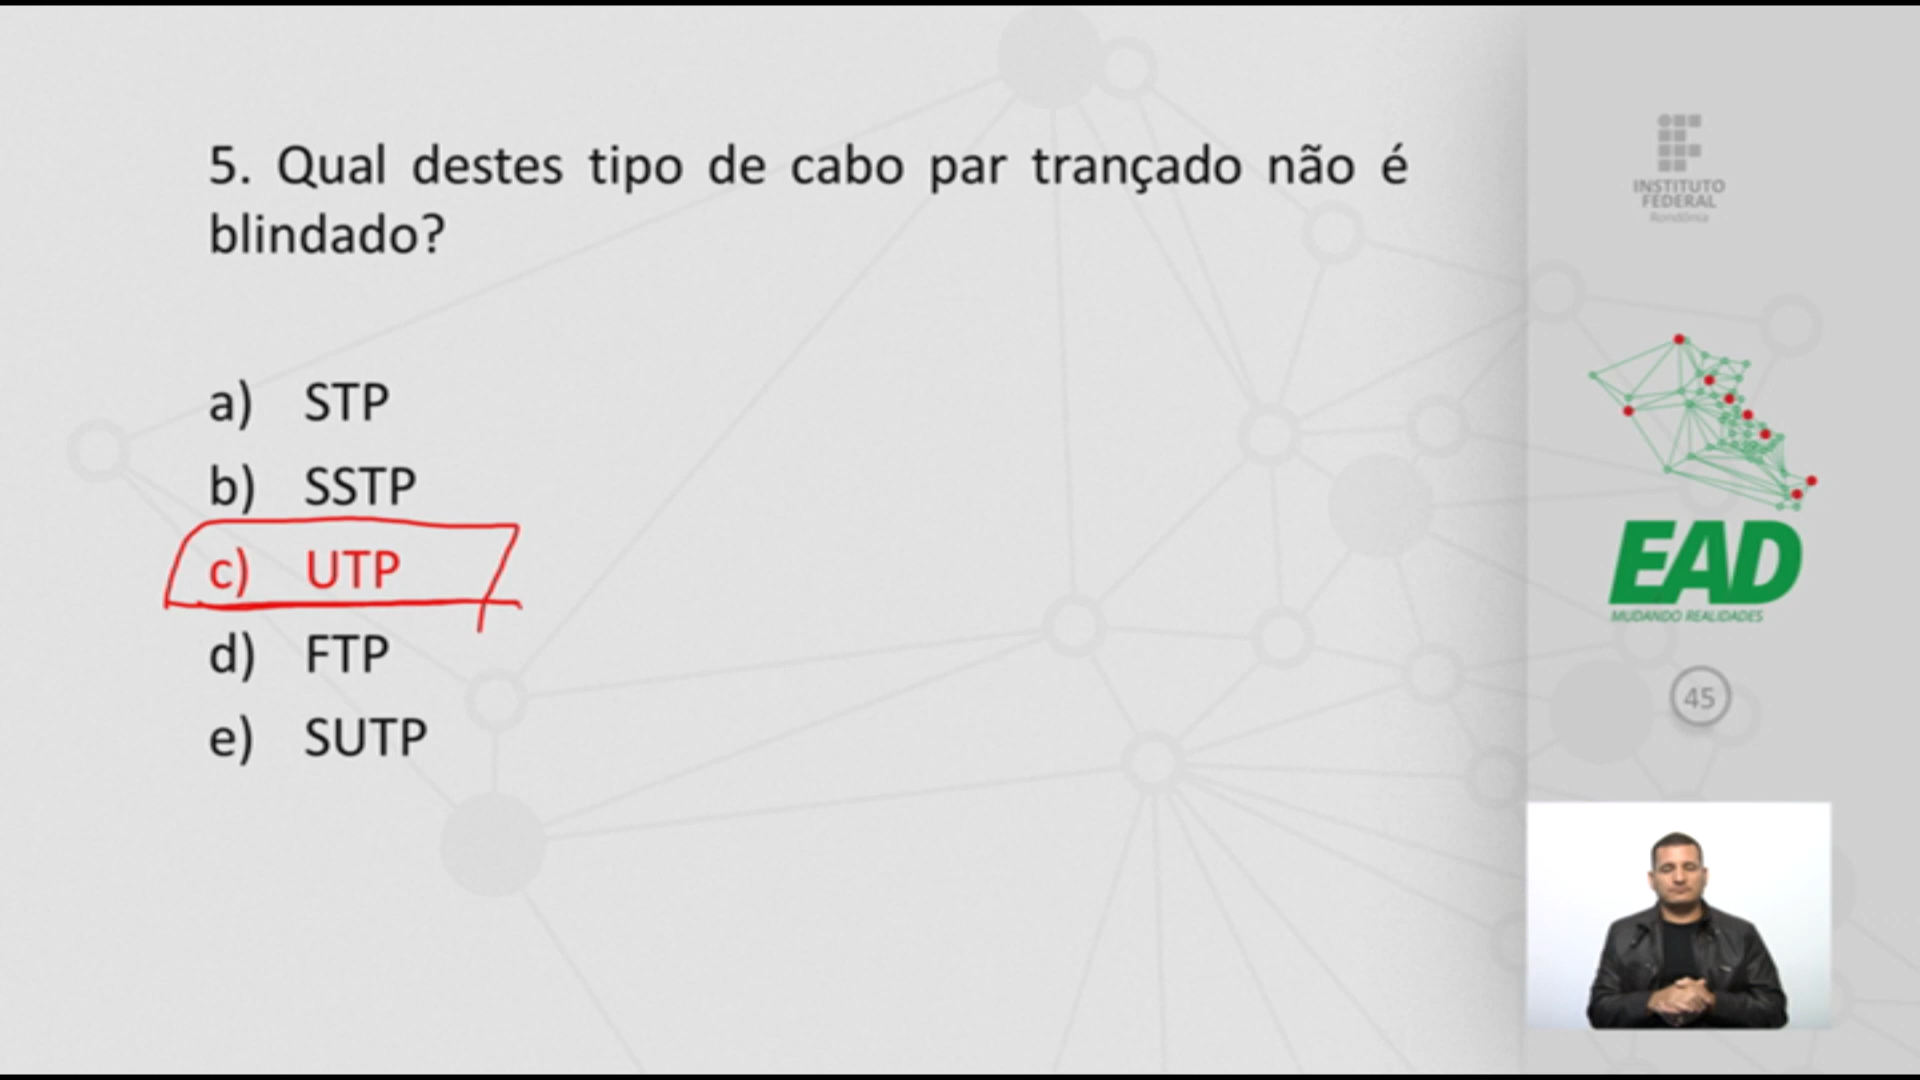 5. Qual destes tipo de cabo par trançado não é
blindado?
a) STP
b) SSTP
c) UTP
d) FTP
e) SUTP
INSTITUTO
FEDERAL
Rondônia
EAD
MUDANDO REALIDADES
45